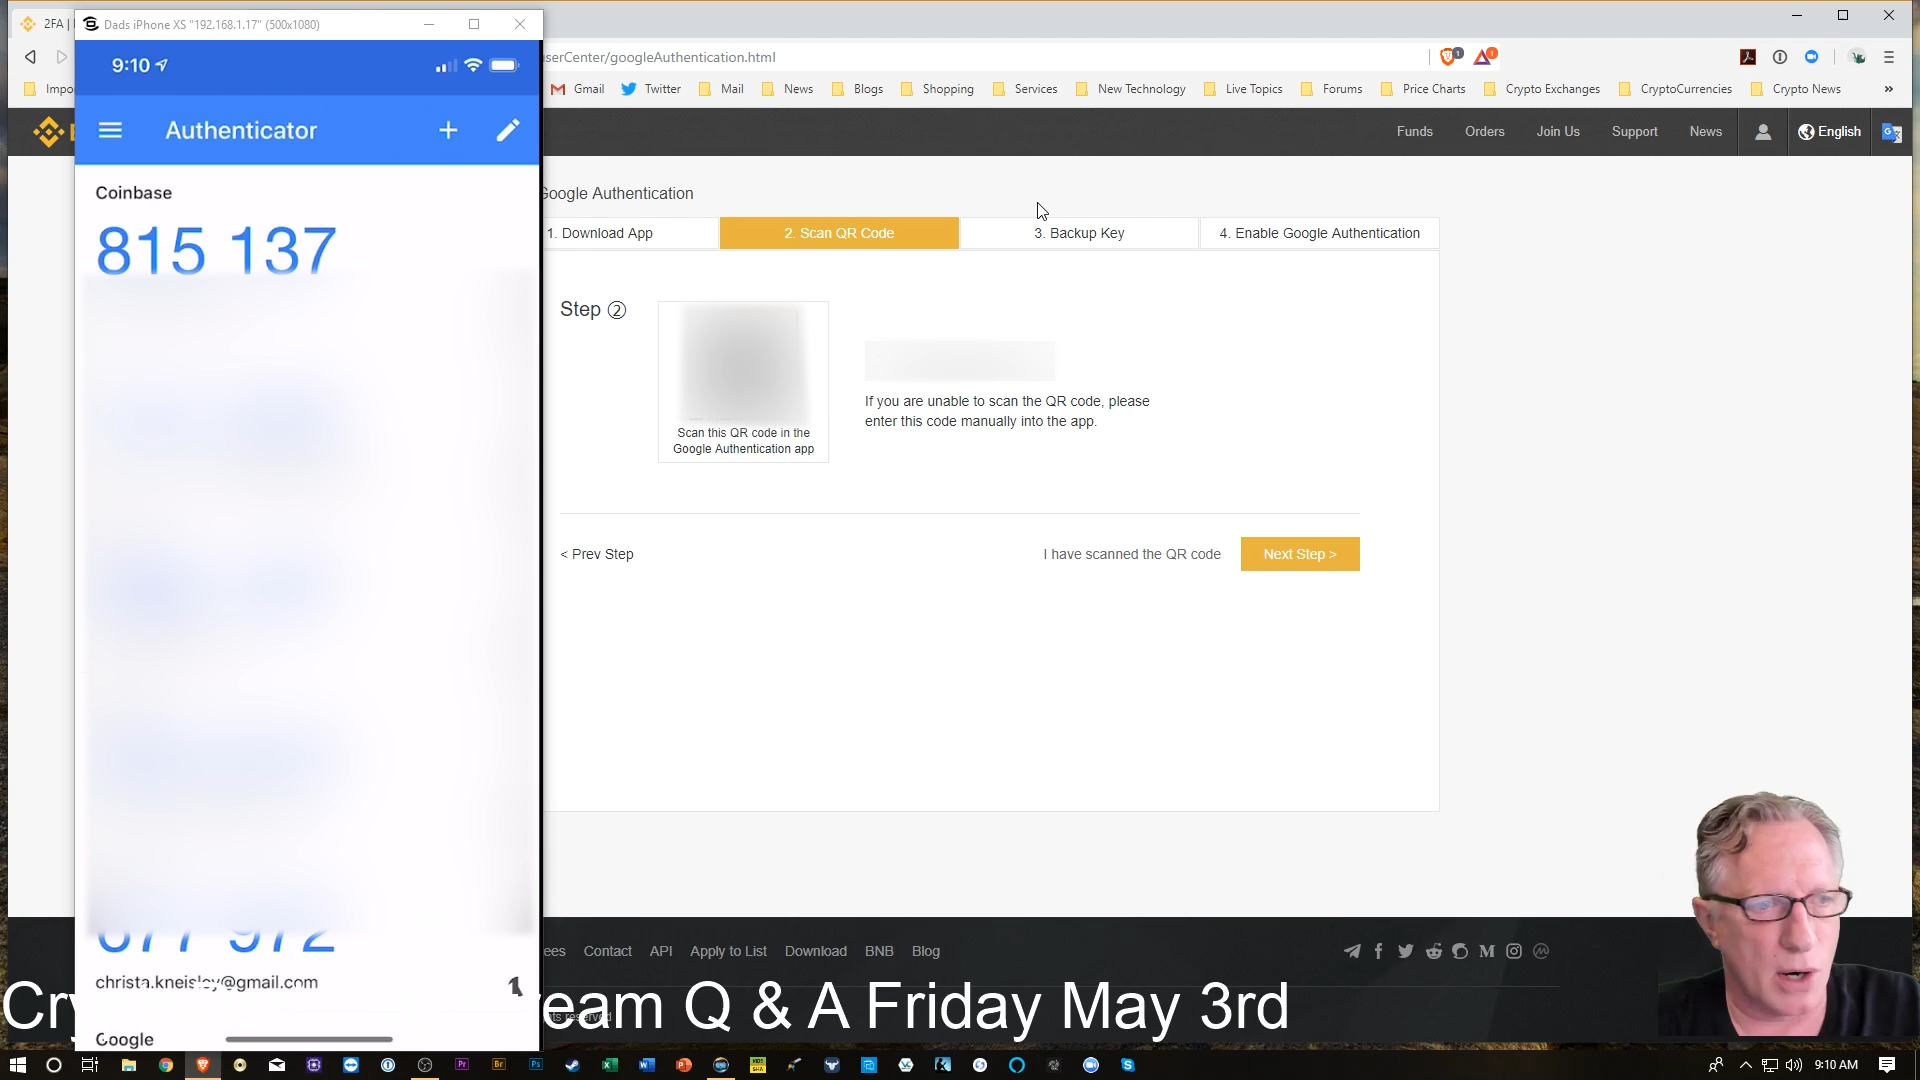 2FA |
Dads iPhone XS "192.168.1.17" (500x1080)
9:10
serCenter/googleAuthentication.html
1
1
Gmail Twitter Mail News Blogs Shopping Services New Technology Live Topics Forums Price Charts Crypto Exchanges CryptoCurrencies Crypto News »
Authenticator
Funds Orders Join Us Support News English
Coinbase
815 137
Google Authentication
1. Download App 2. Scan QR Code 3. Backup Key 4. Enable Google Authentication
Step ②
Scan this QR code in the
Google Authentication app
If you are unable to scan the QR code, please
enter this code manually into the app.
< Prev Step I have scanned the QR code Next Step >
677 972
Contact API Apply to List Download BNB Blog
christa.kneisley@gmail.com
eam Q & A Friday May 3rd
Google
9:10 AM